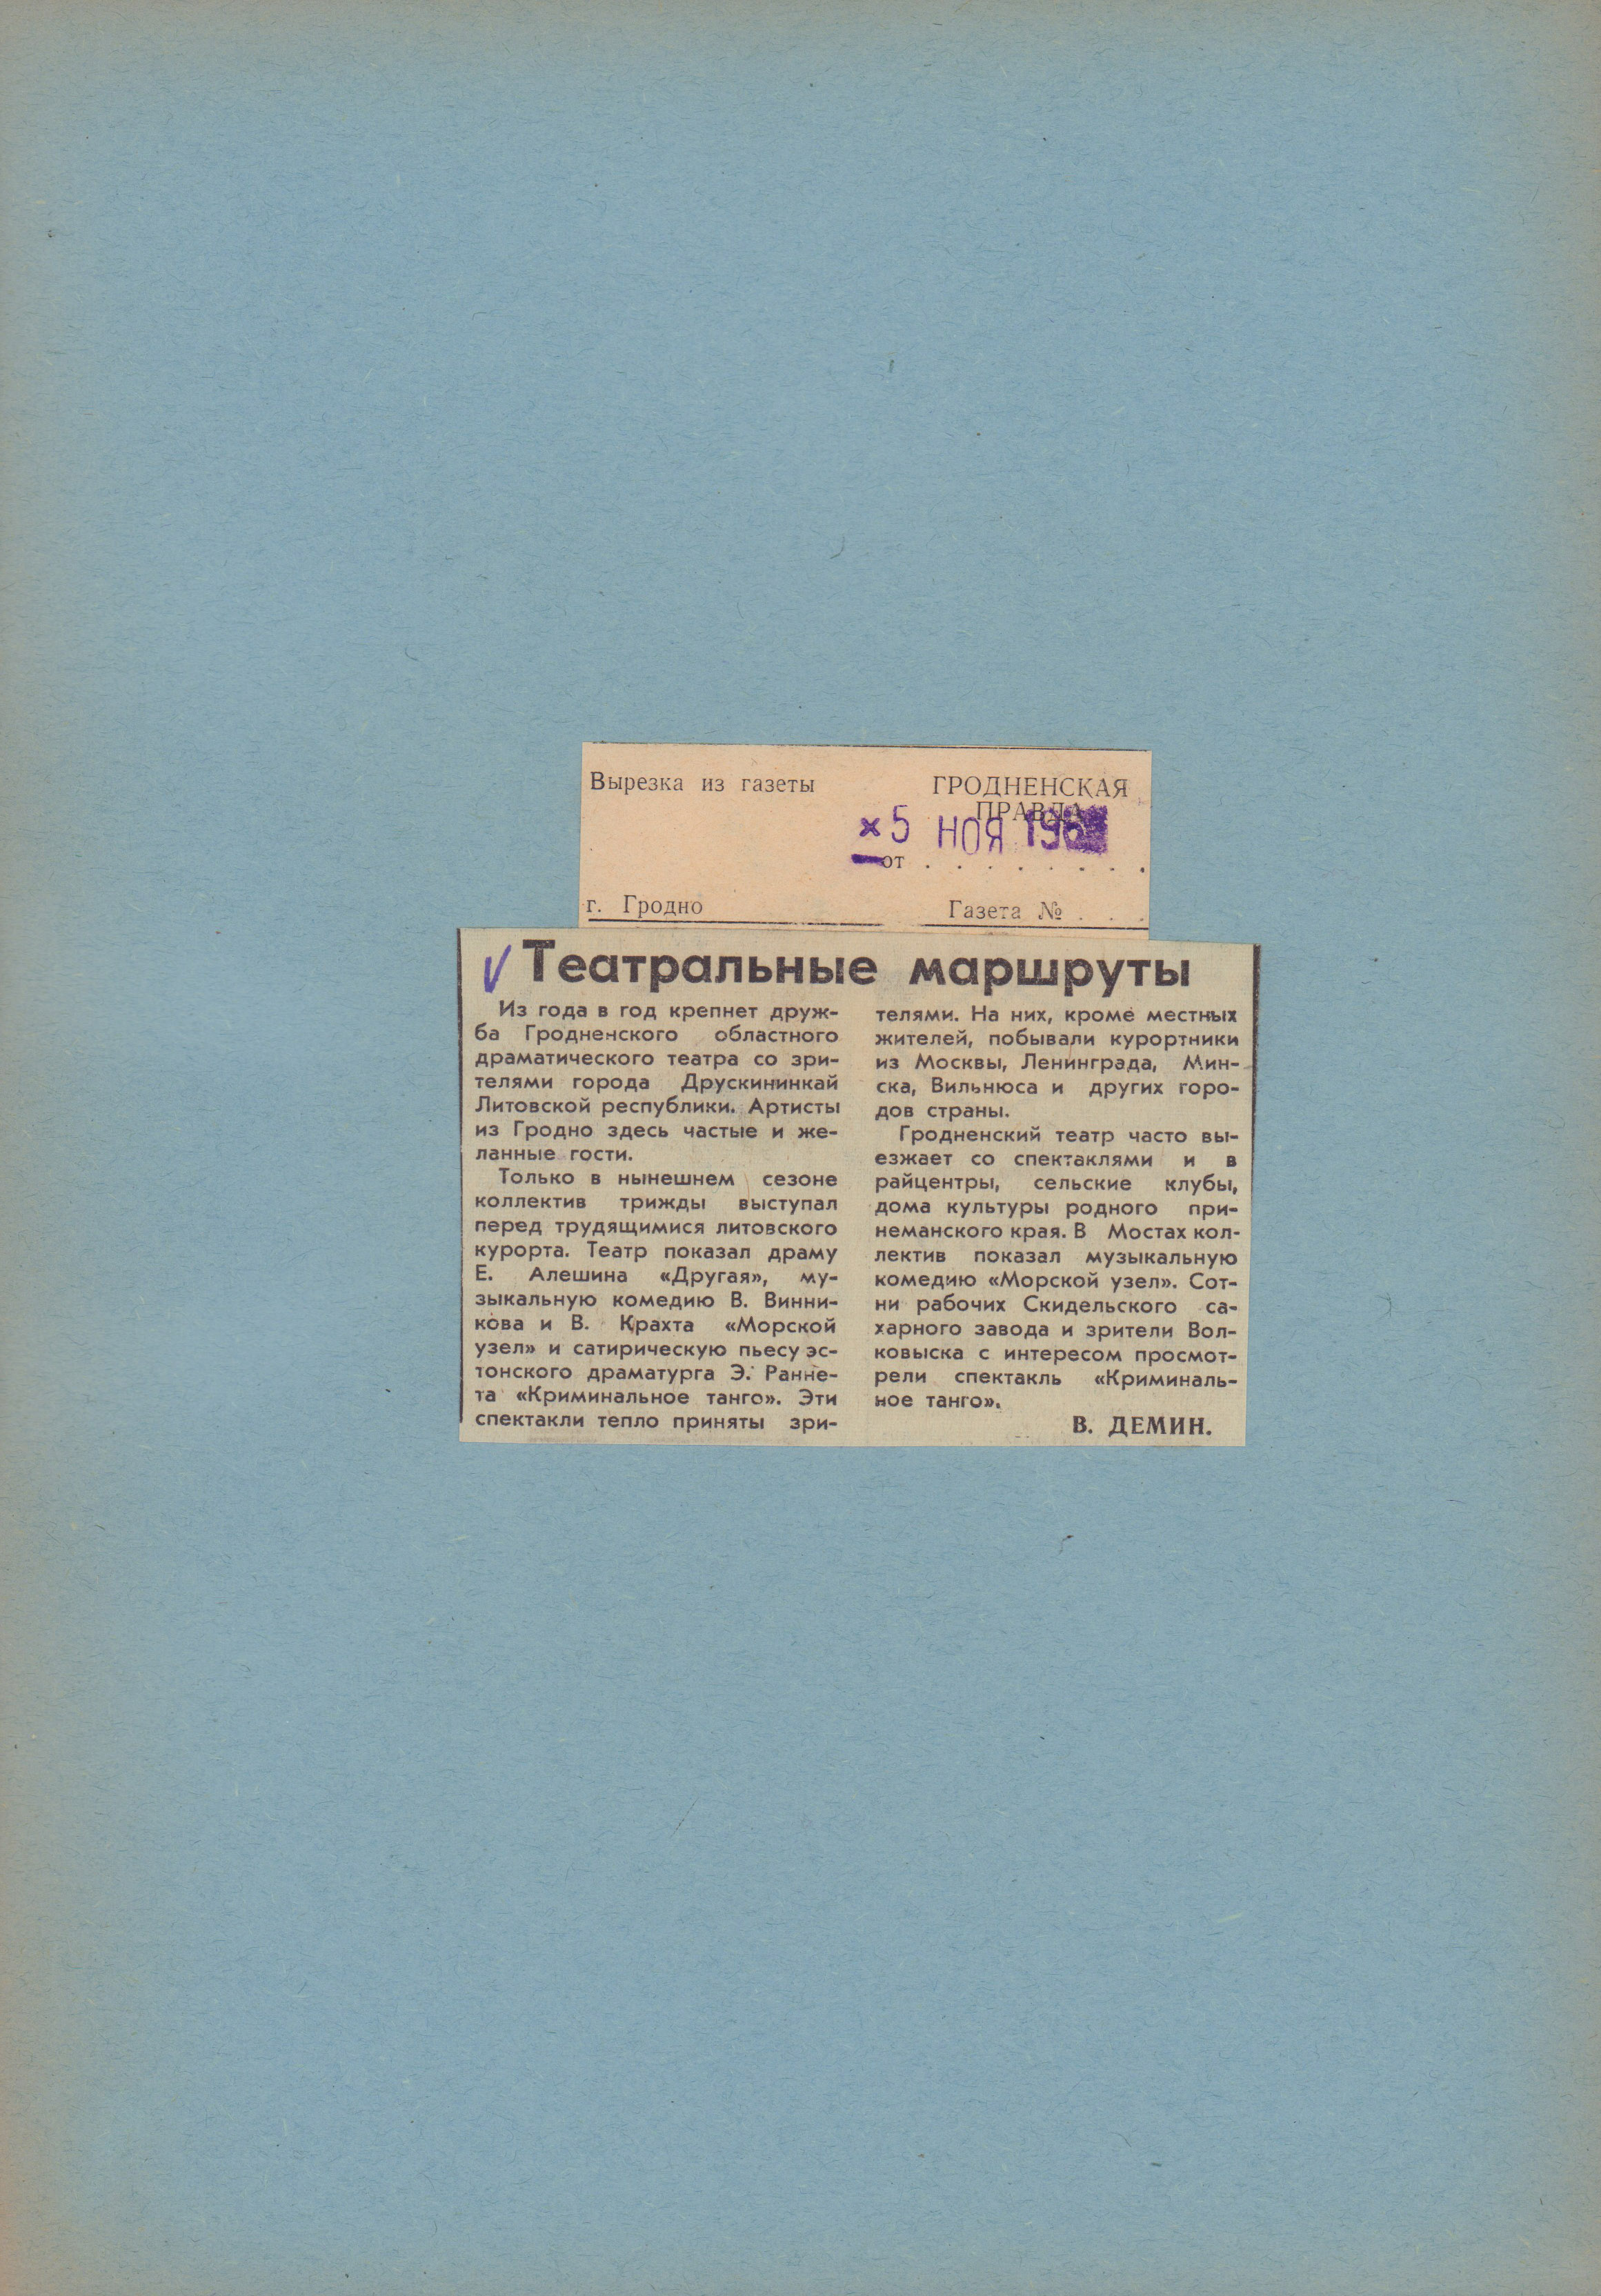 Вырезка из газеты
ГРОДНЕНСКАЯ
ПРАВДА
5 НОЯ
от . . . . . . . .
г. Гродно
Газета № . . .
Театральные маршруты
Из года в год крепнет друж-
ба Гродненского областного
драматического театра со зри-
телями города Друскининкай
Литовской республики. Артисты
из Гродно здесь частые и же-
ланные гости.
Только в нынешнем сезоне
коллектив трижды выступал
перед трудящимися литовского
курорта. Театр показал драму
Е. Алешина «Другая», му-
зыкальную комедию В. Винни-
кова и В. Крахта «Морской
узел» и сатирическую пьесу эс-
тонского драматурга Э. Ранне-
та «Криминальное танго». Эти
спектакли тепло приняты зри-
телями. На них, кроме местных
жителей, побывали курортники
из Москвы, Ленинграда, Мин-
ска, Вильнюса и других горо-
дов страны.
Гродненский театр часто вы-
езжает со спектаклями и в
райцентры, сельские клубы,
дома культуры родного при-
неманского края. В Мостах кол-
лектив показал музыкальную
комедию «Морской узел». Сот-
ни рабочих Скидельского са-
харного завода и зрители Вол-
ковыска с интересом просмот-
рели спектакль «Криминаль-
ное танго».
В. ДЕМИН.